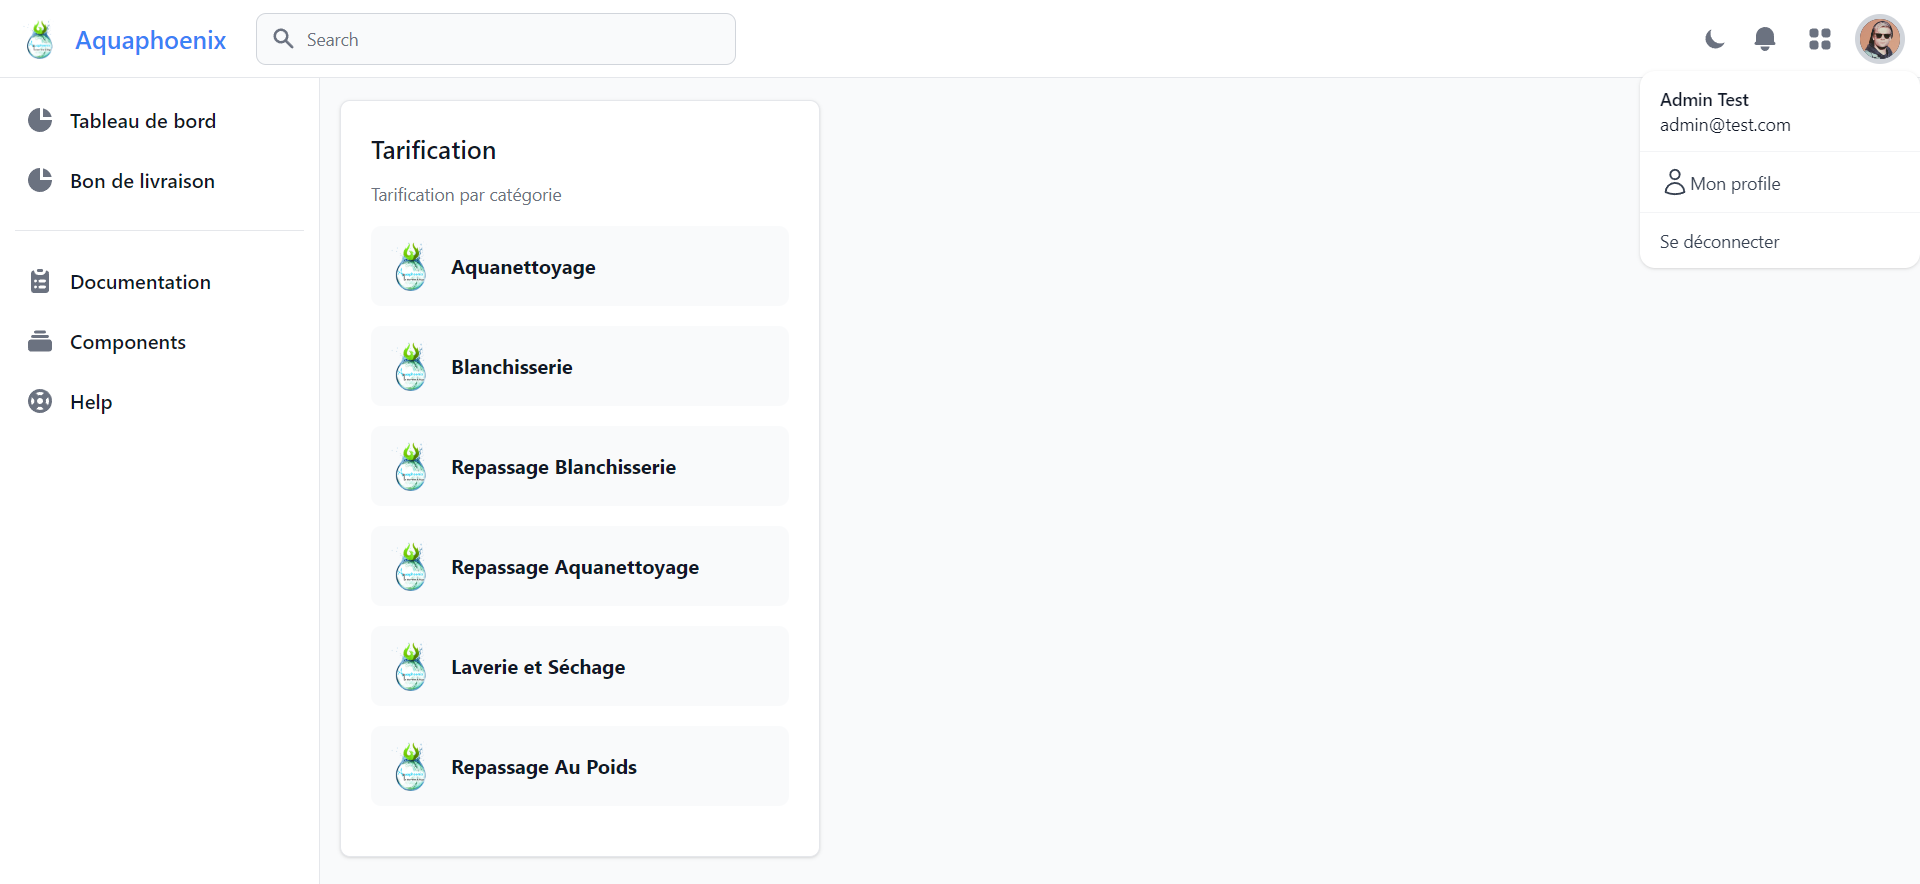 Aquaphoenix
Search
Admin Test
admin@test.com
Mon profile
Se déconnecter
Tableau de bord
Bon de livraison
Documentation
Components
Help
Tarification
Tarification par catégorie
Aquanettoyage
Blanchisserie
Repassage Blanchisserie
Repassage Aquanettoyage
Laverie et Séchage
Repassage Au Poids